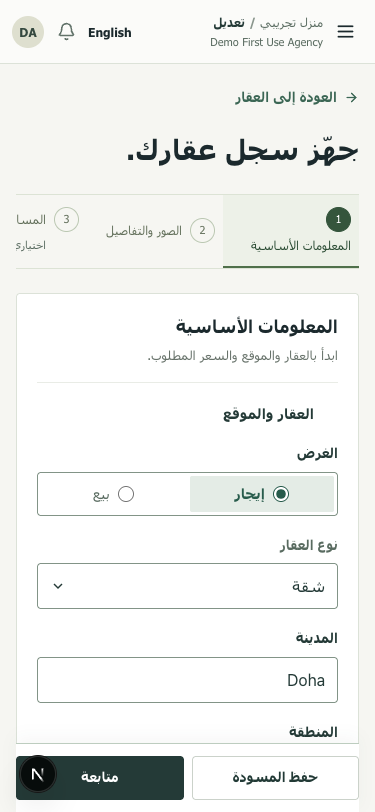 منزل تجريبي / تعديل
Demo First Use Agency
English
DA
→ العودة إلى العقار
جهّز سجل عقارك.
1
المعلومات الأساسية
2 الصور والتفاصيل
3
اختياري
المعلومات الأساسية
ابدأ بالعقار والموقع والسعر المطلوب.
العقار والموقع
الغرض
إيجار
بيع
نوع العقار
شقة
المدينة
Doha
المنطقة
حفظ المسودة
متابعة
N